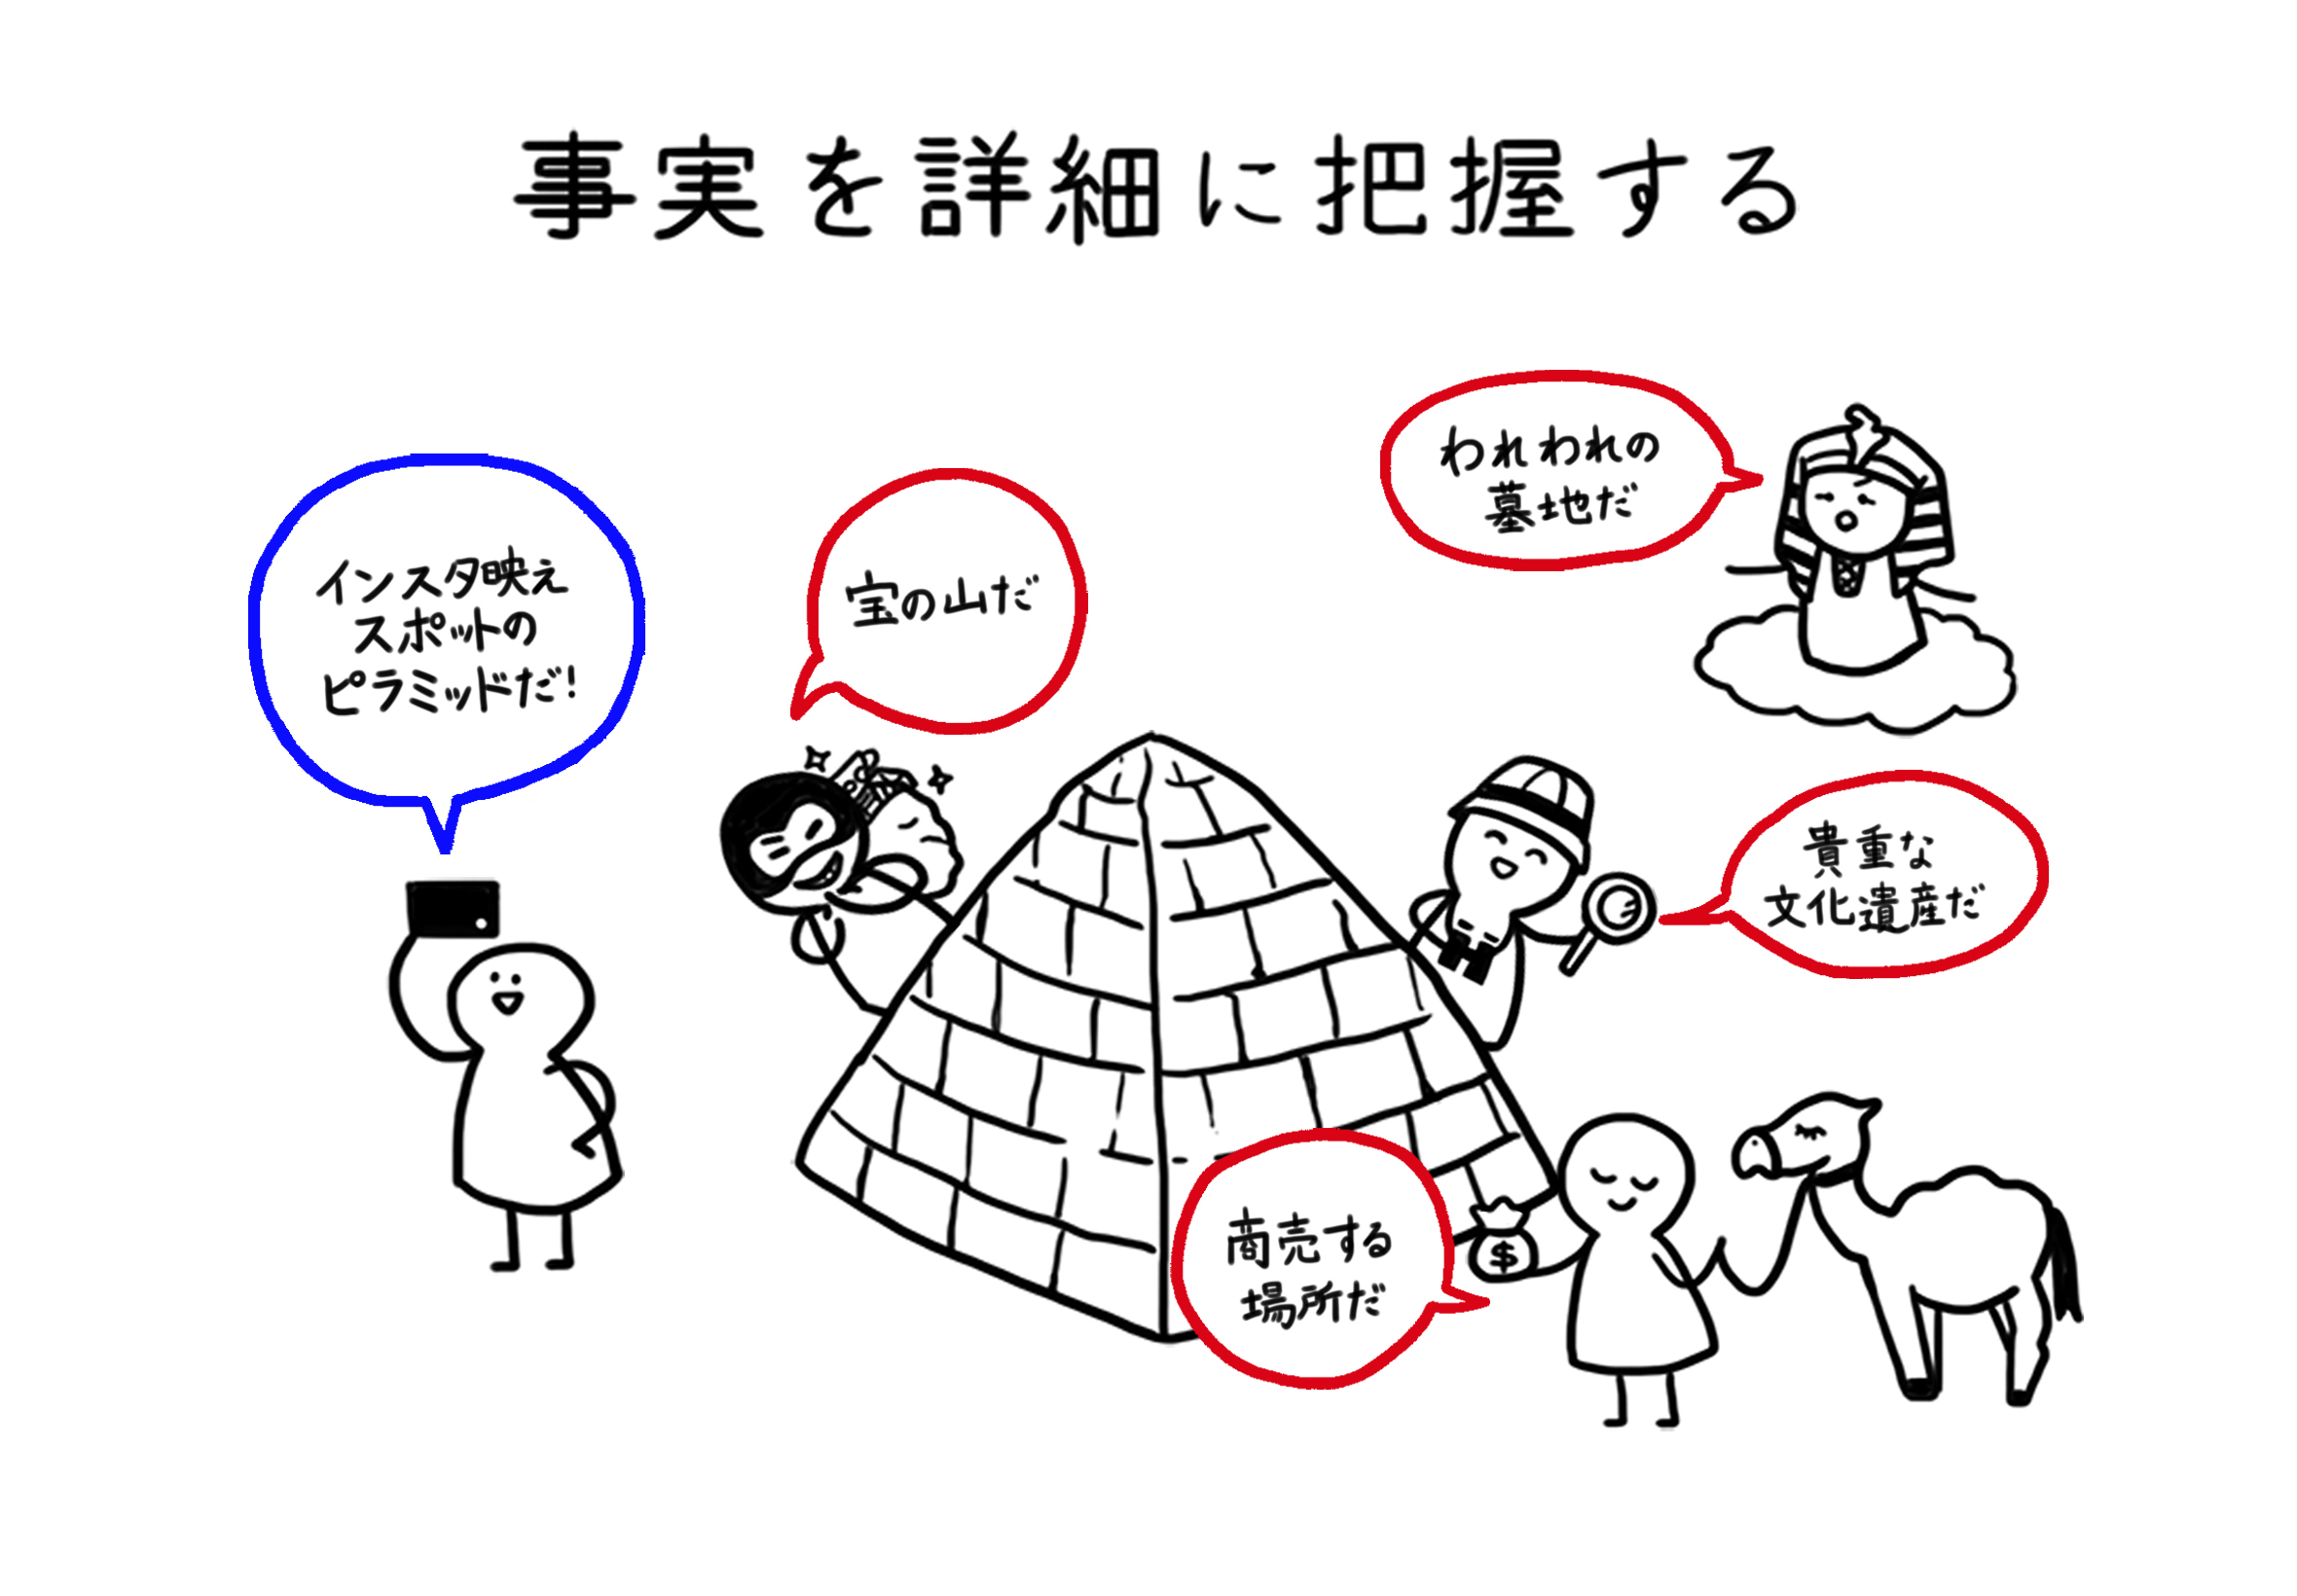 事実を詳細に把握する
インスタ映え
スポットの
ピラミッドだ!
宝の山だ
われわれの
墓地だ
貴重な
文化遺産だ
商売する
場所だ
$